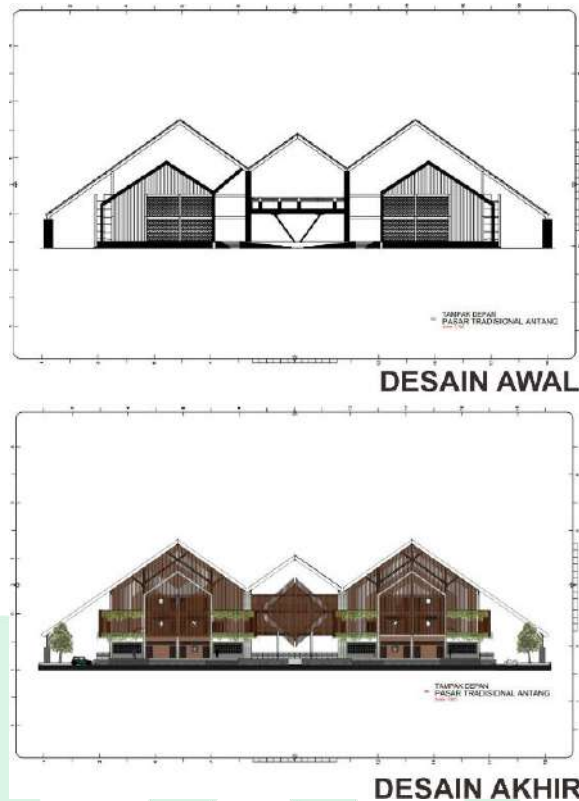 TAMPAK DEPAN
PASAR TRADISIONAL ANTANG
DESAIN AWAL
TAMPAK DEPAN
PASAR TRADISIONAL ANTANG
DESAIN AKHIR